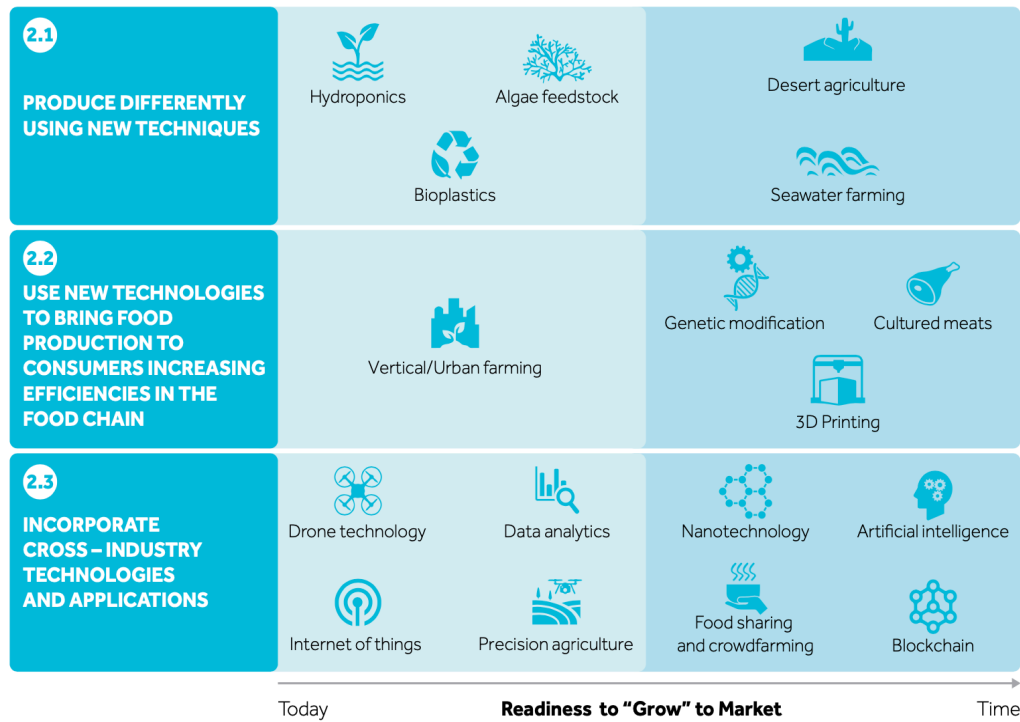 2.1
PRODUCE DIFFERENTLY
USING NEW TECHNIQUES
Hydroponics
Algae feedstock
Bioplastics
Desert agriculture
Seawater farming
2.2
USE NEW TECHNOLOGIES
TO BRING FOOD
PRODUCTION TO
CONSUMERS INCREASING
EFFICIENCIES IN THE
FOOD CHAIN
Vertical/Urban farming
Genetic modification
Cultured meats
3D Printing
2.3
INCORPORATE
CROSS – INDUSTRY
TECHNOLOGIES
AND APPLICATIONS
Drone technology
Data analytics
Internet of things
Precision agriculture
Nanotechnology
Artificial intelligence
Food sharing
and crowdfarming
Blockchain
Today
Readiness to “Grow” to Market
Time